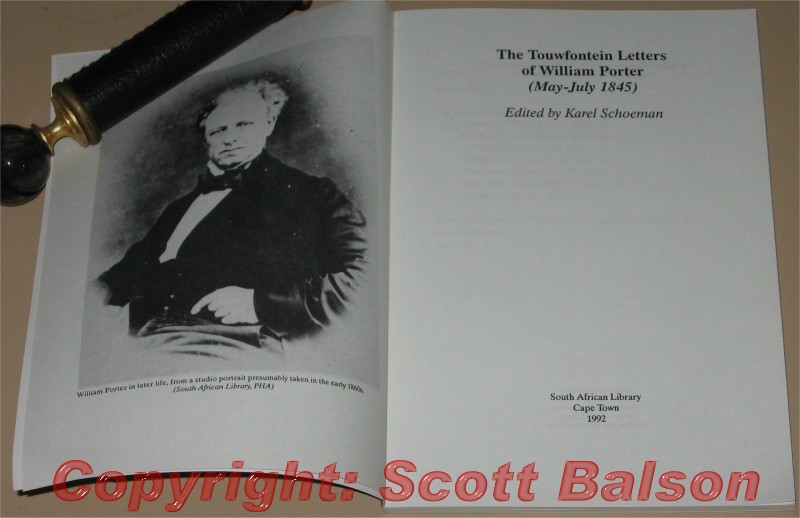 William Porter in later life, from a studio portrait presumably taken in the early 1860s.
(South African Library, PHA)
The Touwfontein Letters
of William Porter
(May-July 1845)
Edited by Karel Schoeman
South African Library
Cape Town
1992
Copyright: Scott Balson